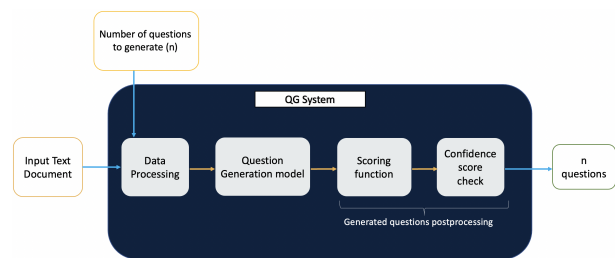 Number of questions
to generate (n)
QG System
Input Text
Document
Data
Processing
Question
Generation model
Scoring
function
Confidence
score
check
n
questions
Generated questions postprocessing